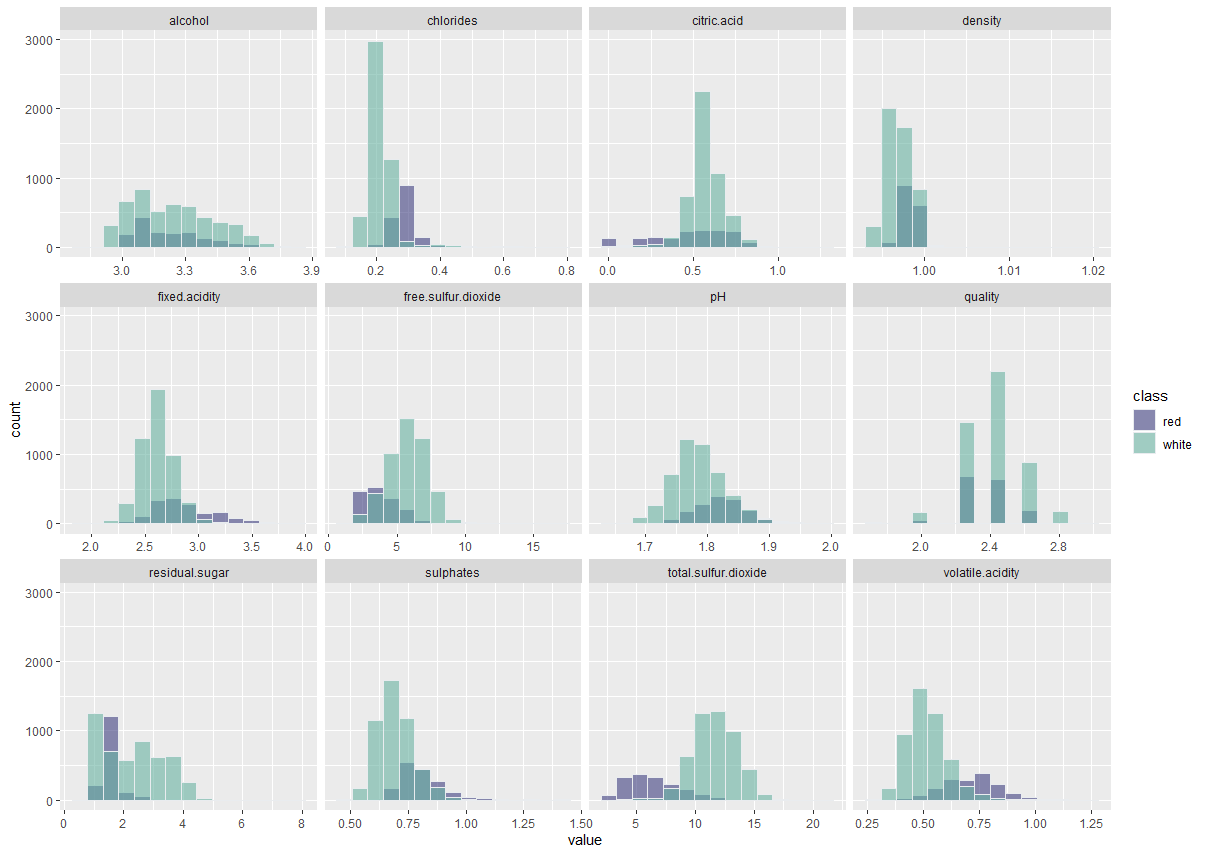 alcohol chlorides citric.acid density
3000
2000
1000
0
3.0 3.3 3.6 3.9 0.2 0.4 0.6 0.8 0.0 0.5 1.0 1.00 1.01 1.02
fixed.acidity free.sulfur.dioxide pH quality
3000
2000
1000
0
2.0 2.5 3.0 3.5 4.0 0 5 10 15 1.7 1.8 1.9 2.0 2.0 2.4 2.8
residual.sugar sulphates total.sulfur.dioxide volatile.acidity
3000
2000
1000
0
0 2 4 6 8 0.50 0.75 1.00 1.25 1.50 5 10 15 20 0.25 0.50 0.75 1.00 1.25
value
count
class
red
white